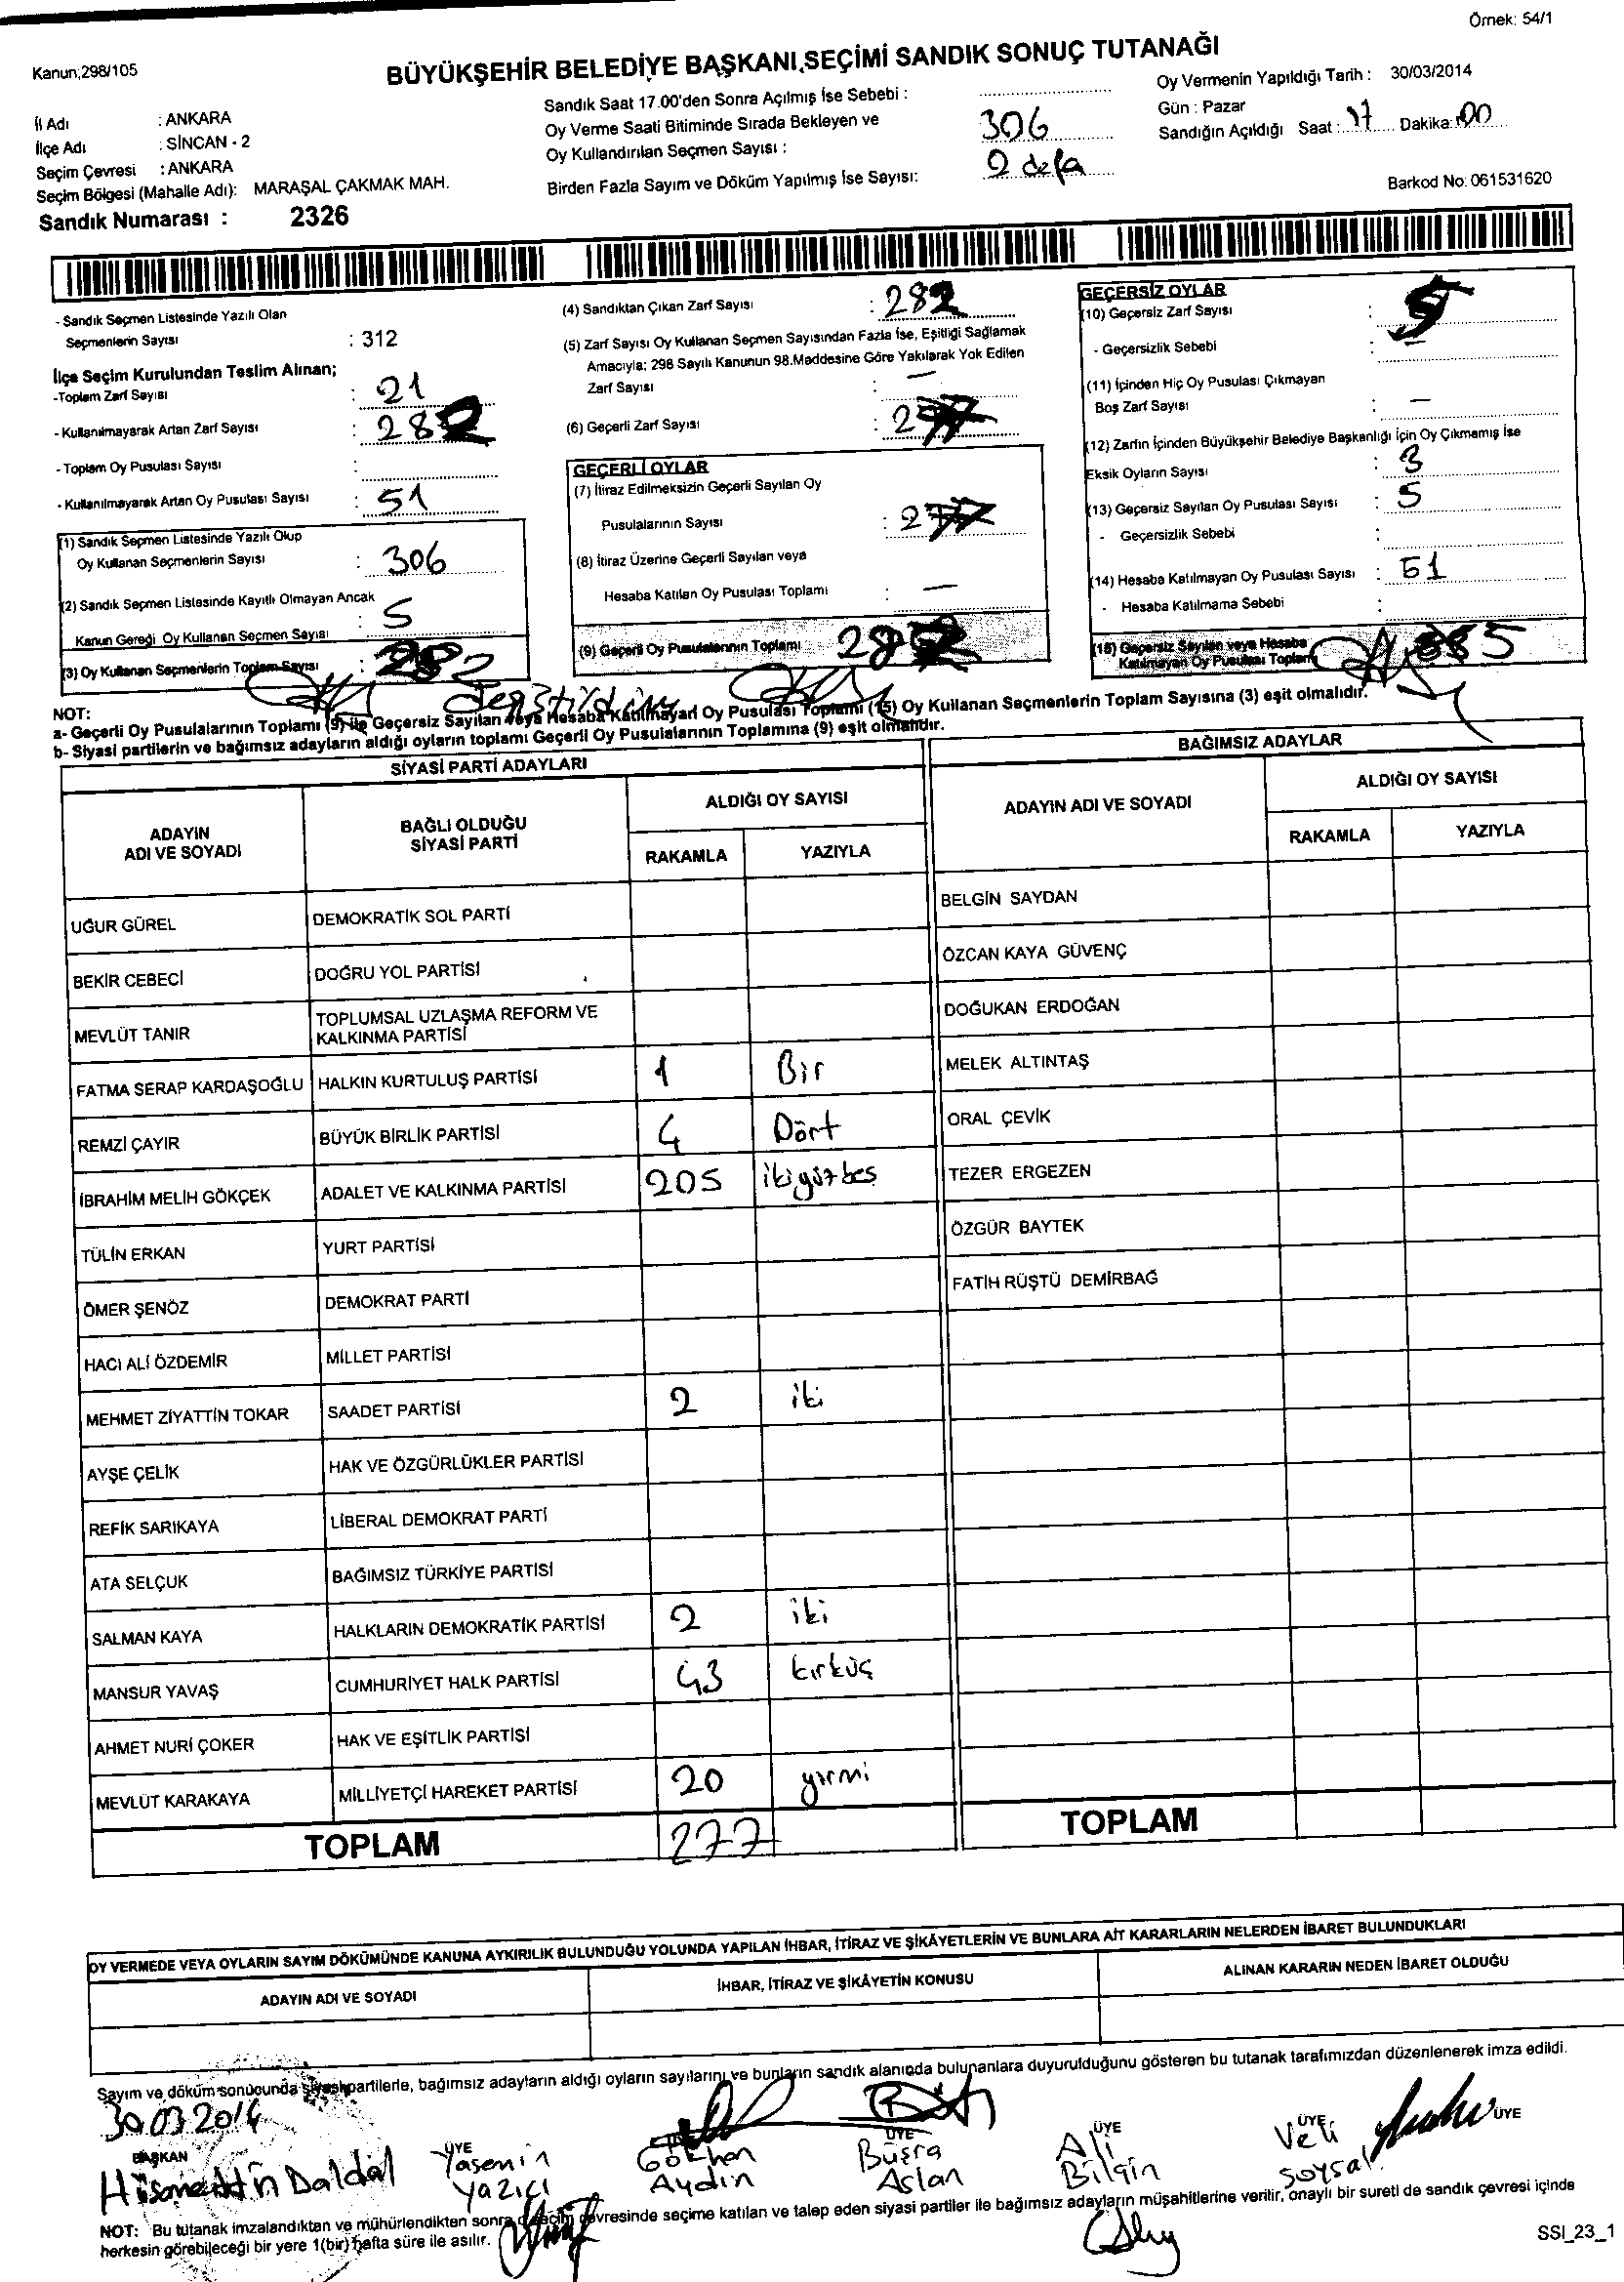 Örnek: 54/1
Kanun;298/105
BÜYÜKŞEHİR BELEDİYE BAŞKANI SEÇİMİ SANDIK SONUÇ TUTANAĞI
İl Adı : ANKARA
İlçe Adı : SİNCAN - 2
Seçim Çevresi : ANKARA
Seçim Bölgesi (Mahalle Adı): MARAŞAL ÇAKMAK MAH.
Sandık Numarası : 2326
Sandık Saat 17.00'den Sonra Açılmış İse Sebebi :
Oy Verme Saati Bitiminde Sırada Bekleyen ve
Oy Kullandırılan Seçmen Sayısı : 306
Birden Fazla Sayım ve Döküm Yapılmış İse Sayısı: 2 defa
Oy Vermenin Yapıldığı Tarih : 30/03/2014
Gün : Pazar
Sandığın Açıldığı Saat : 17 Dakika: 00
Barkod No: 061531620
- Sandık Seçmen Listesinde Yazılı Olan
Seçmenlerin Sayısı : 312
İlçe Seçim Kurulundan Teslim Alınan;
-Toplam Zarf Sayısı : 21
- Kullanılmayarak Artan Zarf Sayısı : 282
- Toplam Oy Pusulası Sayısı :
- Kullanılmayarak Artan Oy Pusulası Sayısı : 51
(1) Sandık Seçmen Listesinde Yazılı Olup
Oy Kullanan Seçmenlerin Sayısı : 306
(2) Sandık Seçmen Listesinde Kayıtlı Olmayan Ancak
Kanun Gereği Oy Kullanan Seçmen Sayısı : 5
(3) Oy Kullanan Seçmenlerin Toplam Sayısı : 282
(4) Sandıktan Çıkan Zarf Sayısı : 282
(5) Zarf Sayısı Oy Kullanan Seçmen Sayısından Fazla İse, Eşitliği Sağlamak
Amacıyla; 298 Sayılı Kanunun 98.Maddesine Göre Yakılarak Yok Edilen
Zarf Sayısı : —
(6) Geçerli Zarf Sayısı : 277
GEÇERLİ OYLAR
(7) İtiraz Edilmeksizin Geçerli Sayılan Oy
Pusulalarının Sayısı : 277
(8) İtiraz Üzerine Geçerli Sayılan veya
Hesaba Katılan Oy Pusulası Toplamı : —
(9) Geçerli Oy Pusulalarının Toplamı 282
GEÇERSİZ OYLAR
(10) Geçersiz Zarf Sayısı : 5
- Geçersizlik Sebebi : —
(11) İçinden Hiç Oy Pusulası Çıkmayan
Boş Zarf Sayısı : —
(12) Zarfın İçinden Büyükşehir Belediye Başkanlığı İçin Oy Çıkmamış İse
Eksik Oyların Sayısı : 3
(13) Geçersiz Sayılan Oy Pusulası Sayısı : 5
- Geçersizlik Sebebi :
(14) Hesaba Katılmayan Oy Pusulası Sayısı : 51
- Hesaba Katılmama Sebebi :
(15) Geçersiz Sayılan veya Hesaba
Katılmayan Oy Pusulası Toplamı
NOT:
a- Geçerli Oy Pusulalarının Toplamı (9) ile Geçersiz Sayılan veya Hesaba Katılmayan Oy Pusulası Toplamı (15) Oy Kullanan Seçmenlerin Toplam Sayısına (3) eşit olmalıdır.
b- Siyasi partilerin ve bağımsız adayların aldığı oyların toplamı Geçerli Oy Pusulalarının Toplamına (9) eşit olmalıdır.
SİYASİ PARTİ ADAYLARI
ADAYIN ADI VE SOYADI
BAĞLI OLDUĞU SİYASİ PARTİ
ALDIĞI OY SAYISI
RAKAMLA YAZIYLA
UĞUR GÜREL DEMOKRATİK SOL PARTİ
BEKİR CEBECİ DOĞRU YOL PARTİSİ
MEVLÜT TANIR TOPLUMSAL UZLAŞMA REFORM VE KALKINMA PARTİSİ
FATMA SERAP KARDAŞOĞLU HALKIN KURTULUŞ PARTİSİ 1 Bir
REMZİ ÇAYIR BÜYÜK BİRLİK PARTİSİ 4 Dört
İBRAHİM MELİH GÖKÇEK ADALET VE KALKINMA PARTİSİ 205 ikiyüzbeş
TÜLİN ERKAN YURT PARTİSİ
ÖMER ŞENÖZ DEMOKRAT PARTİ
HACI ALİ ÖZDEMİR MİLLET PARTİSİ
MEHMET ZİYATTİN TOKAR SAADET PARTİSİ 2 iki
AYŞE ÇELİK HAK VE ÖZGÜRLÜKLER PARTİSİ
REFİK SARIKAYA LİBERAL DEMOKRAT PARTİ
ATA SELÇUK BAĞIMSIZ TÜRKİYE PARTİSİ
SALMAN KAYA HALKLARIN DEMOKRATİK PARTİSİ 2 iki
MANSUR YAVAŞ CUMHURİYET HALK PARTİSİ 43 kırküç
AHMET NURİ ÇOKER HAK VE EŞİTLİK PARTİSİ
MEVLÜT KARAKAYA MİLLİYETÇİ HAREKET PARTİSİ 20 yirmi
TOPLAM 277
BAĞIMSIZ ADAYLAR
ADAYIN ADI VE SOYADI
ALDIĞI OY SAYISI
RAKAMLA YAZIYLA
BELGİN SAYDAN
ÖZCAN KAYA GÜVENÇ
DOĞUKAN ERDOĞAN
MELEK ALTINTAŞ
ORAL ÇEVİK
TEZER ERGEZEN
ÖZGÜR BAYTEK
FATİH RÜŞTÜ DEMİRBAĞ
TOPLAM
OY VERMEDE VEYA OYLARIN SAYIM DÖKÜMÜNDE KANUNA AYKIRILIK BULUNDUĞU YOLUNDA YAPILAN İHBAR, İTİRAZ VE ŞİKÂYETLERİN VE BUNLARA AİT KARARLARIN NELERDEN İBARET BULUNDUKLARI
ADAYIN ADI VE SOYADI
İHBAR, İTİRAZ VE ŞİKÂYETİN KONUSU
ALINAN KARARIN NEDEN İBARET OLDUĞU
Sayım ve döküm sonucunda siyasi partilerle, bağımsız adayların aldığı oyların sayılarını ve bunların sandık alanında bulunanlara duyurulduğunu gösteren bu tutanak tarafımızdan düzenlenerek imza edildi.
30.03.2014
BAŞKAN ÜYE ÜYE ÜYE ÜYE ÜYE
Hüsmettin Daldal
Yasemin Yazıcı
Gökhan Aydın
Büşra Aslan
Ali Bilgin
Veli Soysal
NOT: Bu tutanak imzalandıktan ve mühürlendikten sonra seçim çevresinde seçime katılan ve talep eden siyasi partiler ile bağımsız adayların müşahitlerine verilir, onaylı bir sureti de sandık çevresi içinde
herkesin görebileceği bir yere 1(bir) hafta süre ile asılır.
SSI_23_1